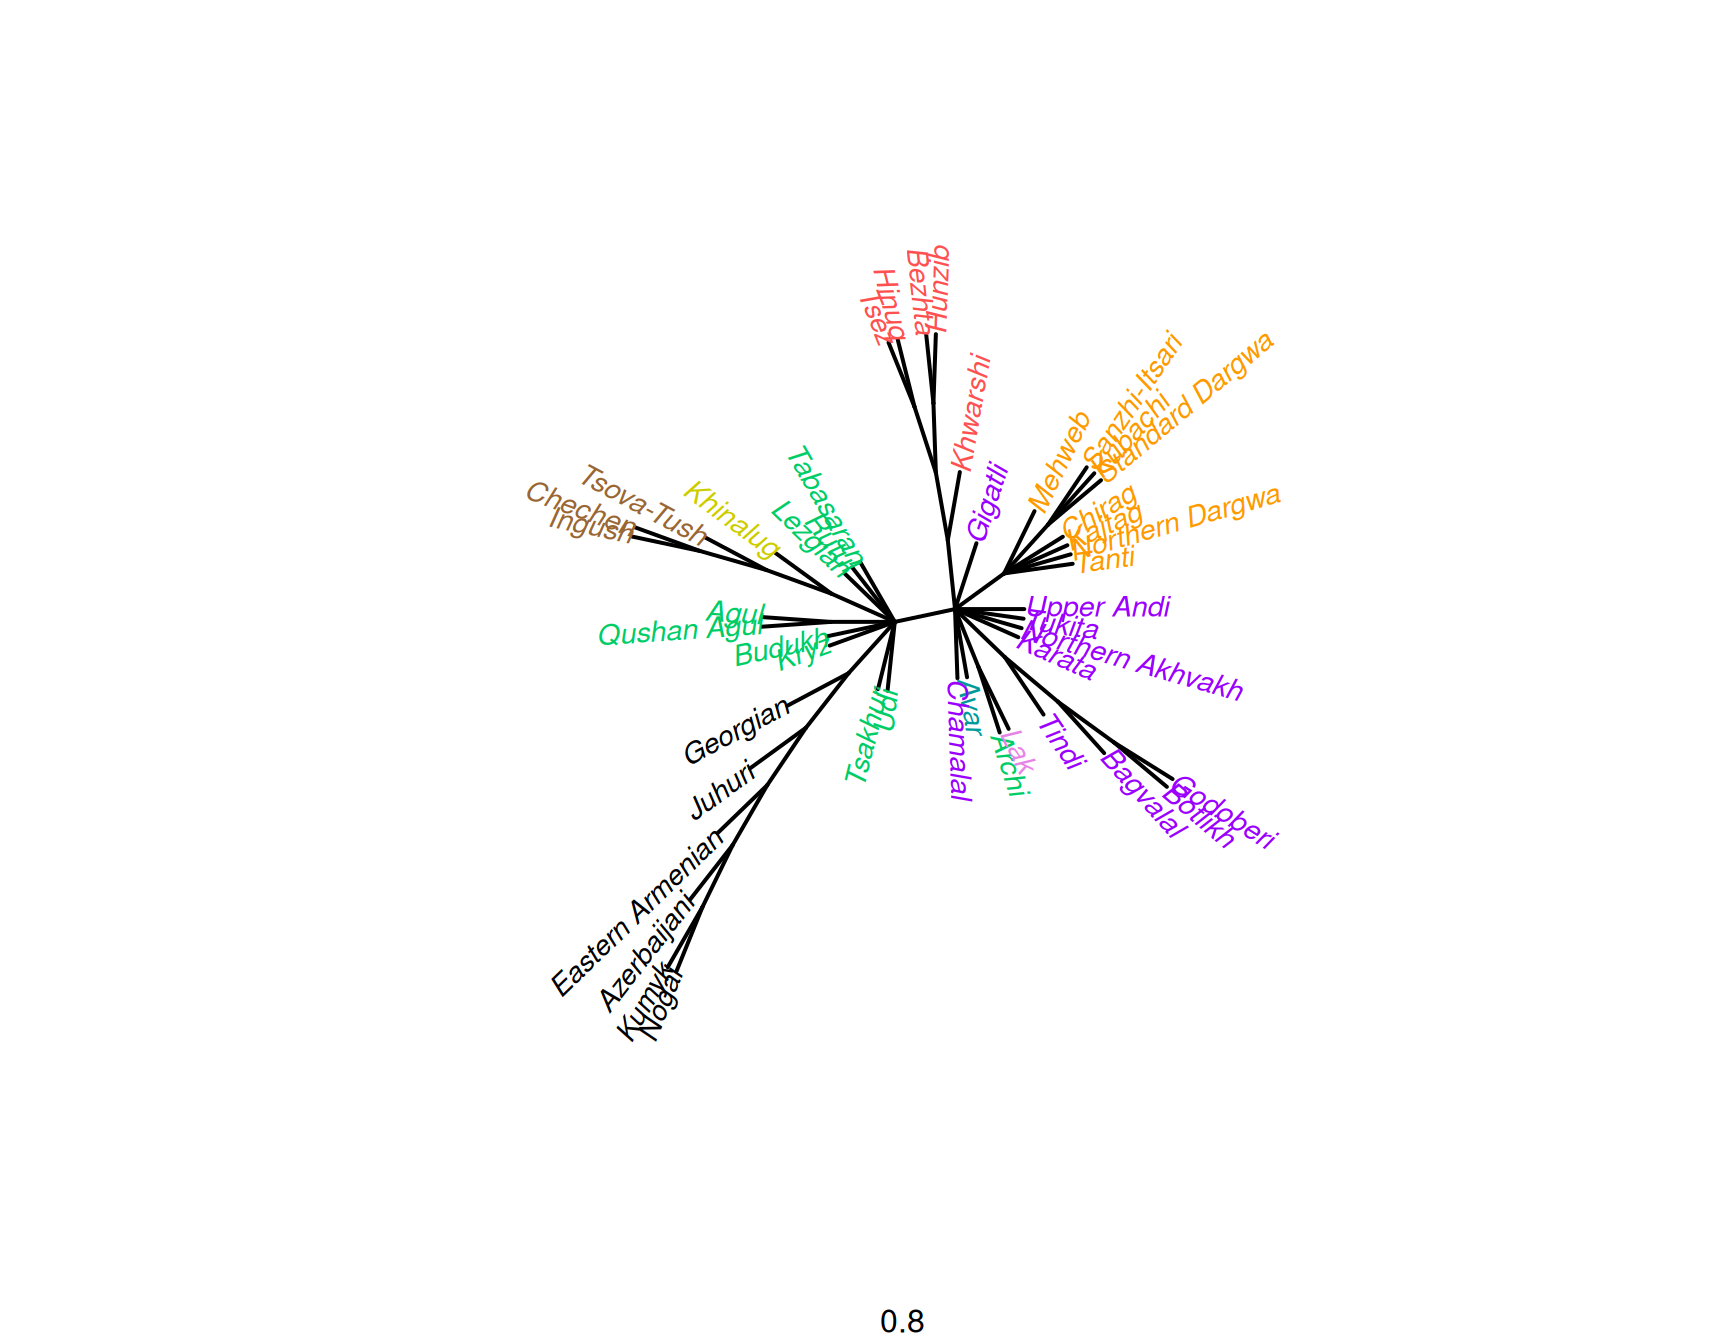 Hunzib
Bezhta
Hinuq
Tsez
Khwarshi
Gigatli
Mehweb
Sanzhi-Itsari
Kubachi
Standard Dargwa
Chirag
Kaitag
Northern Dargwa
Tanti
Upper Andi
Tukita
Northern Akhvakh
Karata
Godoberi
Botlikh
Bagvalal
Tindi
Lak
Archi
Avar
Chamalal
Udi
Tsakhur
Nogai
Kumyk
Azerbaijani
Eastern Armenian
Juhuri
Georgian
Kryz
Budukh
Qushan Agul
Agul
Ingush
Chechen
Tsova-Tush
Khinalug
Lezgian
Rutul
Tabasaran
0.8